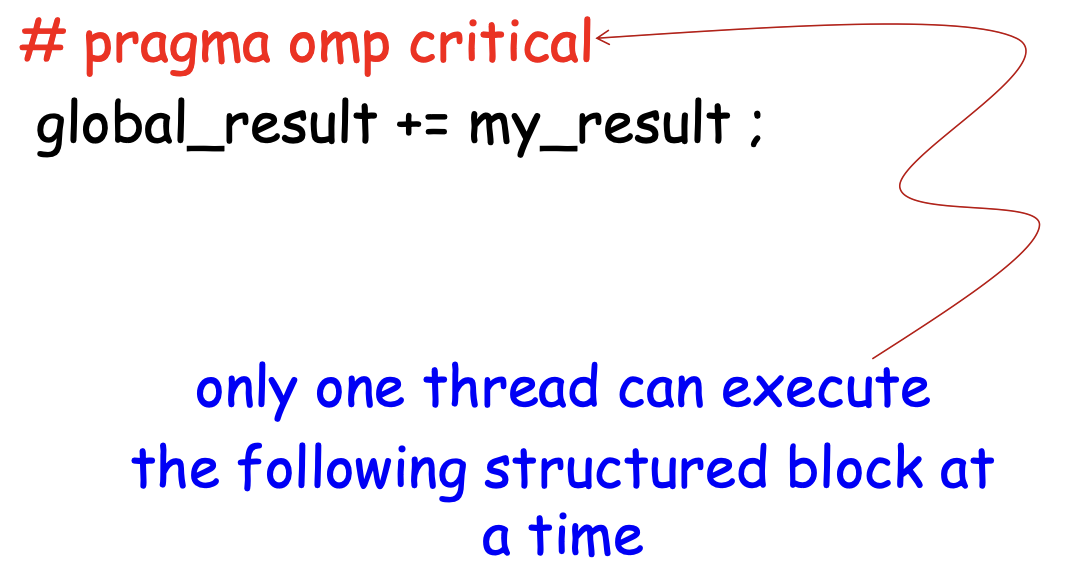 # pragma omp critical
global_result += my_result ;
only one thread can execute
the following structured block at
a time